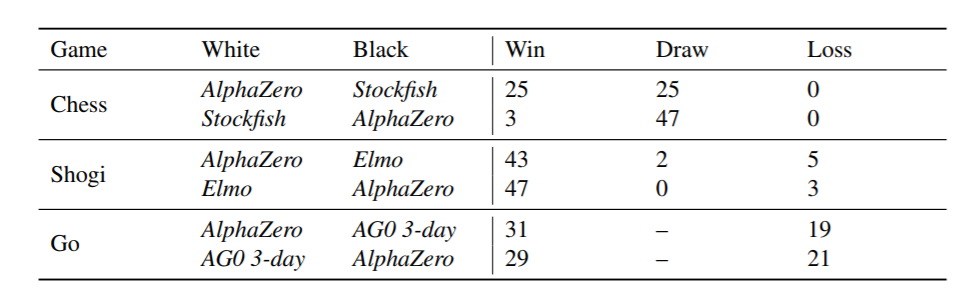 Game White Black Win Draw Loss
Chess AlphaZero Stockfish 25 25 0
Stockfish AlphaZero 3 47 0
Shogi AlphaZero Elmo 43 2 5
Elmo AlphaZero 47 0 3
Go AlphaZero AG0 3-day 31 – 19
AG0 3-day AlphaZero 29 – 21